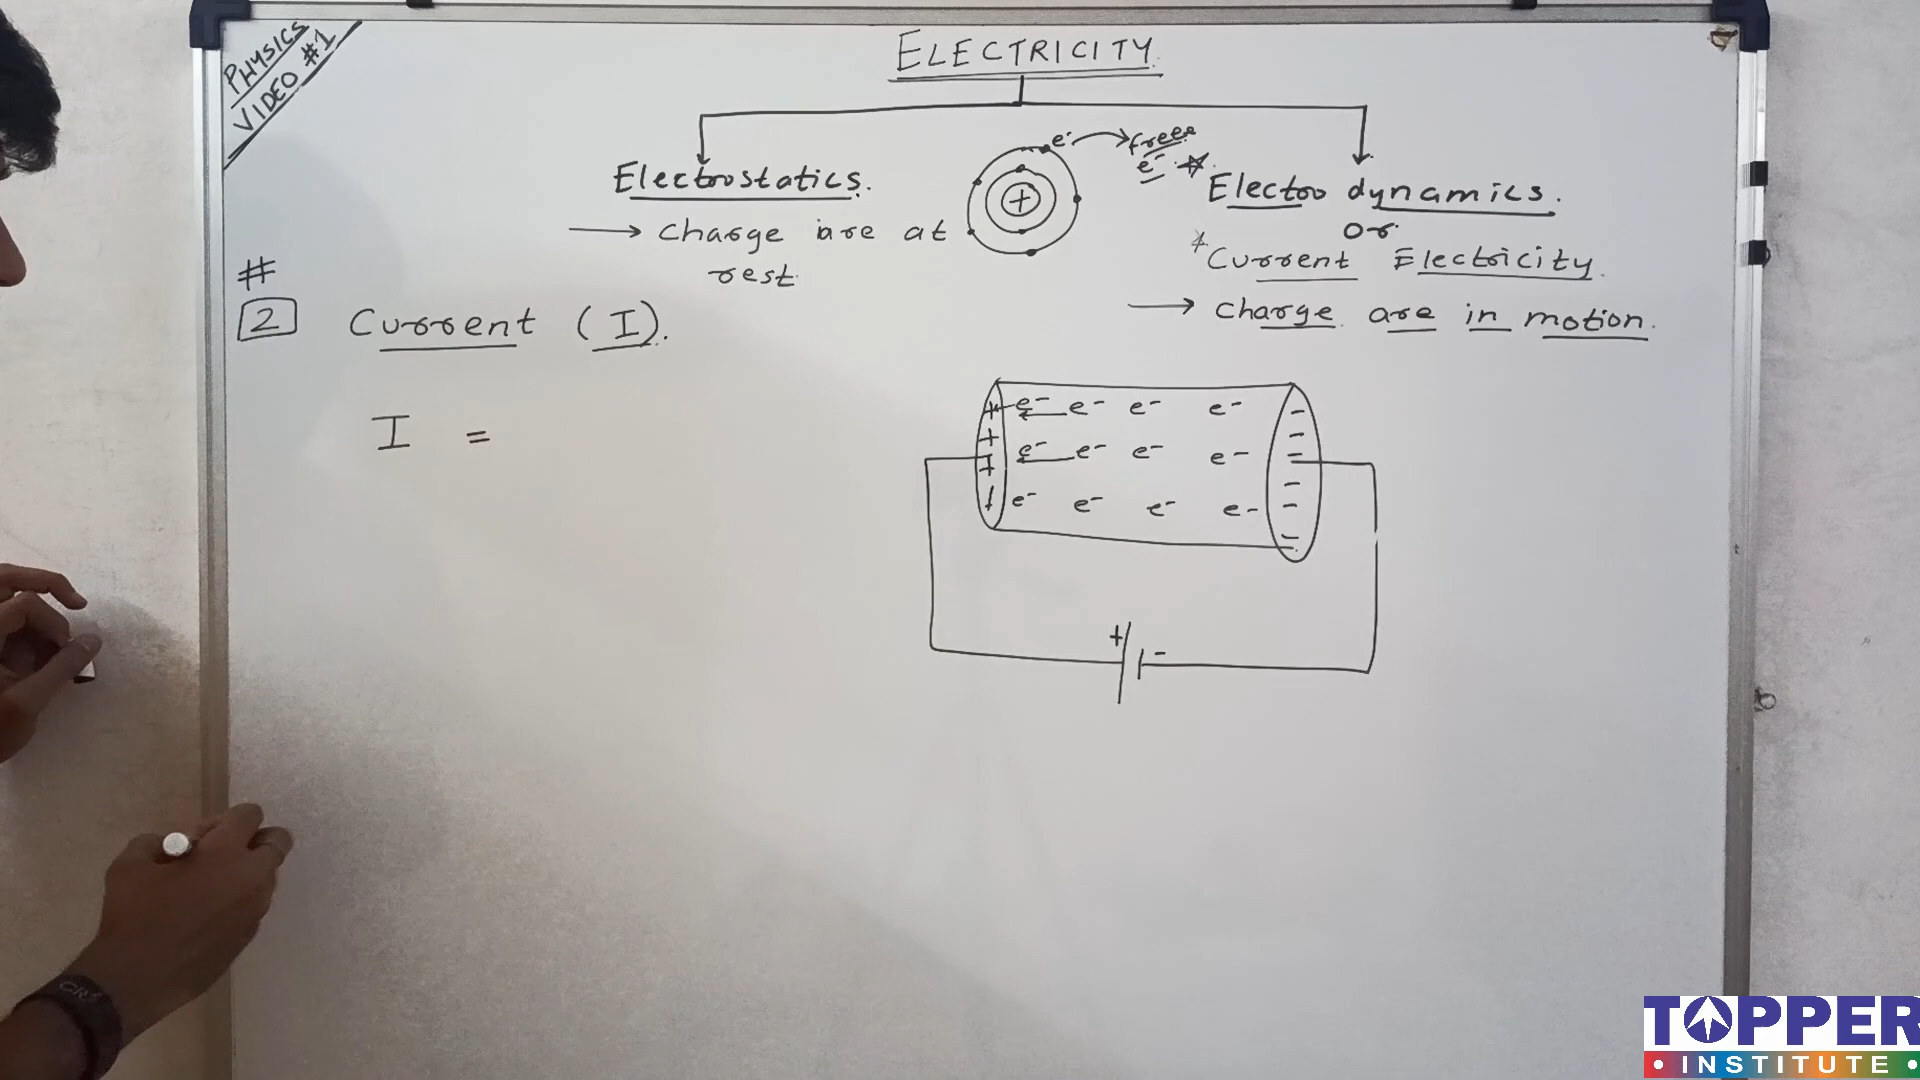 PHYSICS
VIDEO #1
ELECTRICITY.
e-
free
e-
Electrostatics.
Electro dynamics.
Or
Charge are at
rest
Current Electricity.
Charge are in motion.
#
2 Current (I).
I =
+ e- e- e- e- -
+ -
+ e- e- e- e- -
-
+ e- e- e- e- -
-
+ -
TOPPER
INSTITUTE